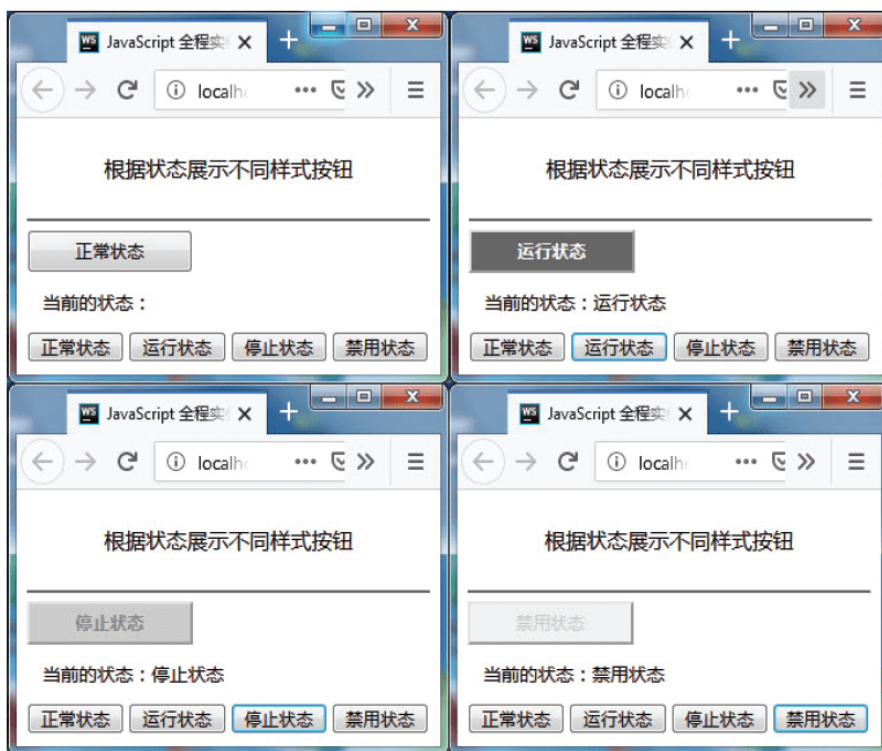 JavaScript 全程实
localh
根据状态展示不同样式按钮
正常状态
当前的状态：
正常状态 运行状态 停止状态 禁用状态
JavaScript 全程实
localh
根据状态展示不同样式按钮
运行状态
当前的状态：运行状态
正常状态 运行状态 停止状态 禁用状态
JavaScript 全程实
localh
根据状态展示不同样式按钮
停止状态
当前的状态：停止状态
正常状态 运行状态 停止状态 禁用状态
JavaScript 全程实
localh
根据状态展示不同样式按钮
禁用状态
当前的状态：禁用状态
正常状态 运行状态 停止状态 禁用状态